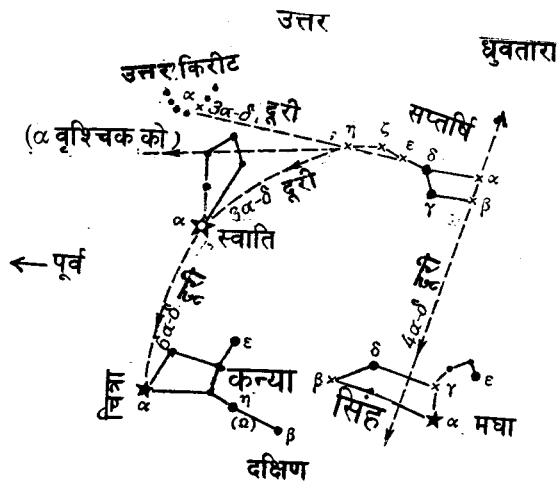 उत्तर
ध्रुवतारा
उत्तर किरीट
α
3α-δ दूरी
सप्तर्षि
(α वृश्चिक को)
η
ζ
ε
δ
α
γ
β
3α-δ दूरी
α
स्वाति
← पूर्व
6α-δ दूरी
4α-δ दूरी
ε
δ
कन्या
β
γ
ε
चित्रा
α
η
(Ω)
सिंह
α मघा
β
दक्षिण